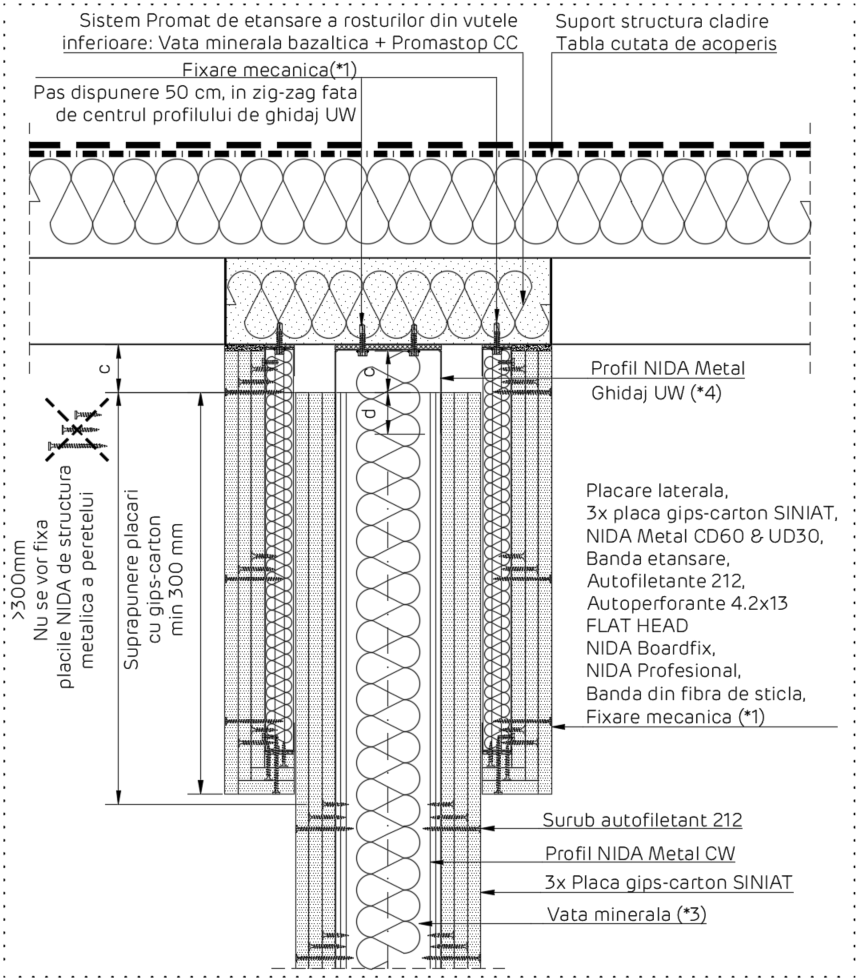 Sistem Promat de etansare a rosturilor din vutele
inferioare: Vata minerala bazaltica + Promastop CC
Suport structura cladire
Tabla cutata de acoperis
Fixare mecanica(*1)
Pas dispunere 50 cm, in zig-zag fata
de centrul profilului de ghidaj UW
c
c
d
Profil NIDA Metal
Ghidaj UW (*4)
>300mm
Nu se vor fixa
placile NIDA de structura
metalica a peretelui
Suprapunere placari
cu gips-carton
min 300 mm
Placare laterala,
3x placa gips-carton SINIAT,
NIDA Metal CD60 & UD30,
Banda etansare,
Autofiletante 212,
Autoperforante 4.2x13
FLAT HEAD
NIDA Boardfix,
NIDA Profesional,
Banda din fibra de sticla,
Fixare mecanica (*1)
Surub autofiletant 212
Profil NIDA Metal CW
3x Placa gips-carton SINIAT
Vata minerala (*3)